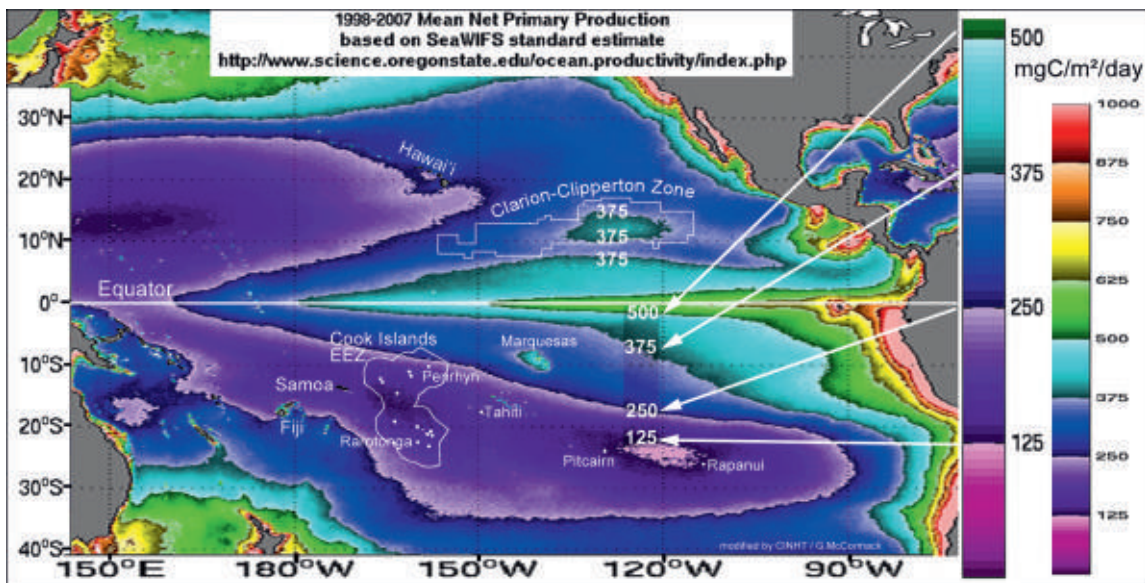 1998-2007 Mean Net Primary Production
based on SeaWIFS standard estimate
http://www.science.oregonstate.edu/ocean.productivity/index.php
500
mgC/m²/day
375
250
125
1000
875
750
625
500
375
250
125
30°N
20°N
10°N
0°
10°S
20°S
30°S
40°S
150°E
180°W
150°W
120°W
90°W
Hawai'i
Clarion-Clipperton Zone
375
375
375
Equator
500
375
250
125
Cook Islands
EEZ
Marquesas
Penrhyn
Samoa
Tahiti
Fiji
Rarotonga
Pitcairn
Rapanui
modified by CINHT / G.McCormack